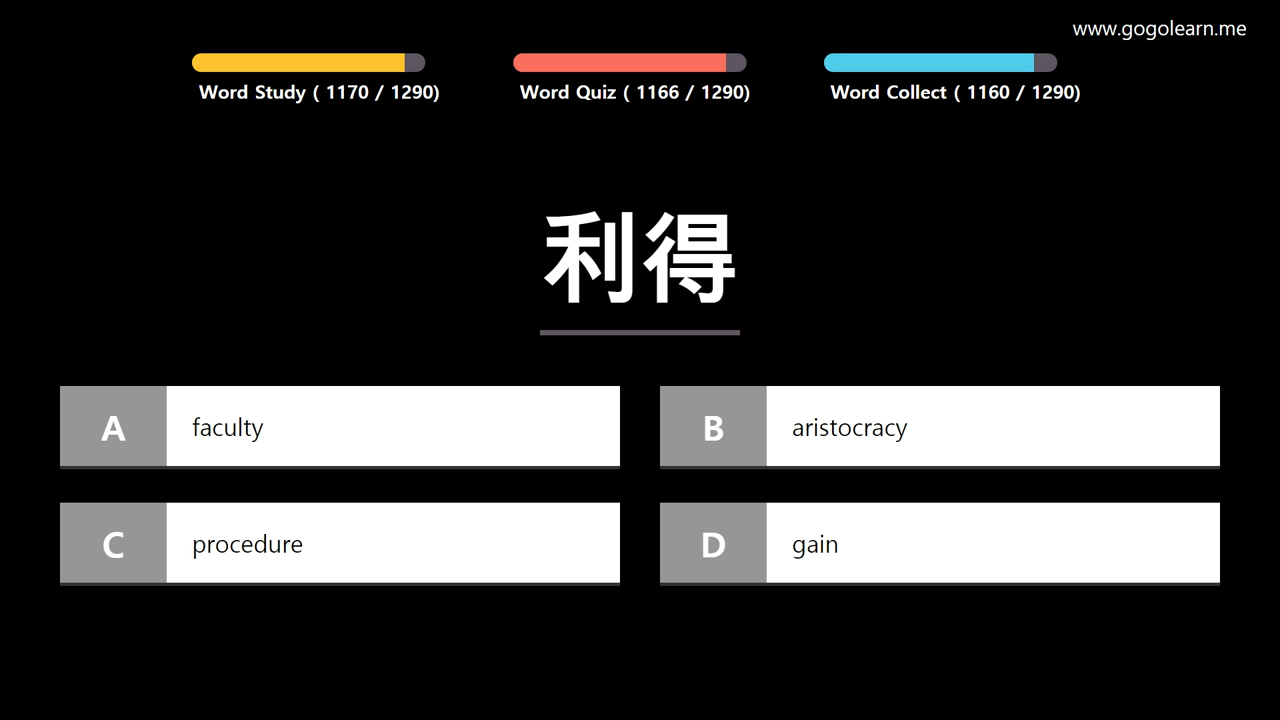 www.gogolearn.me
Word Study ( 1170 / 1290)
Word Quiz ( 1166 / 1290)
Word Collect ( 1160 / 1290)
利得
A faculty
B aristocracy
C procedure
D gain